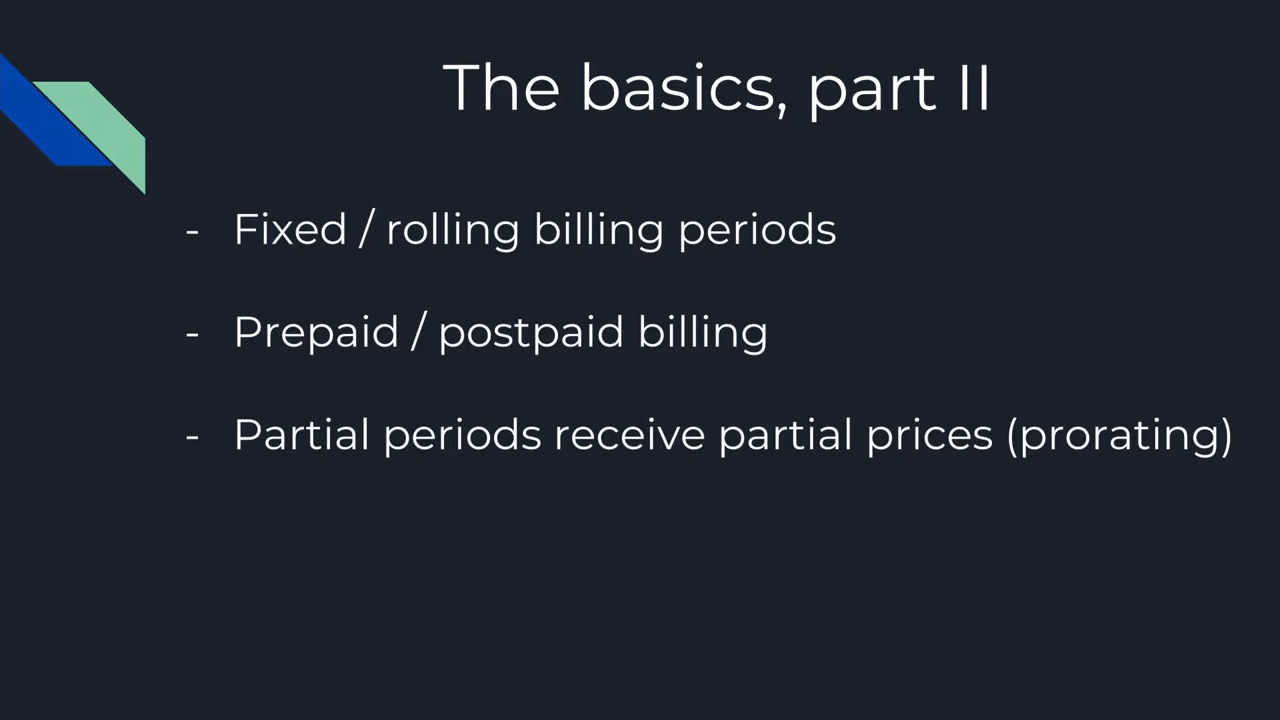 The basics, part II
- Fixed / rolling billing periods
- Prepaid / postpaid billing
- Partial periods receive partial prices (prorating)